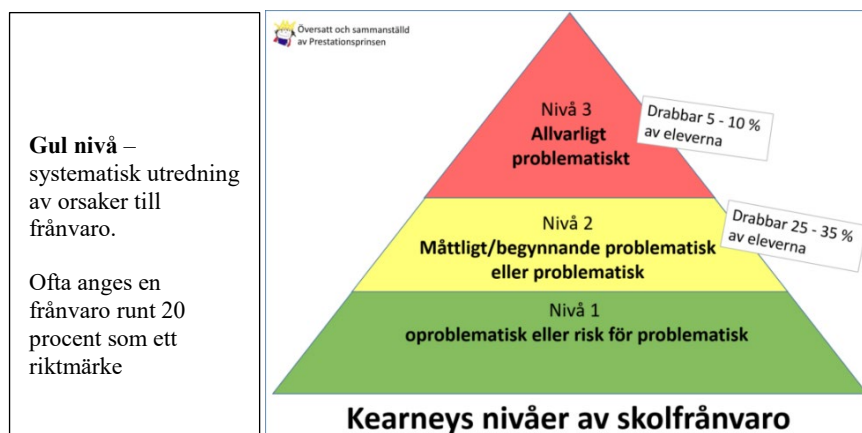 Gul nivå –
systematisk utredning
av orsaker till
frånvaro.
Ofta anges en
frånvaro runt 20
procent som ett
riktmärke
Översatt och sammanställd
av Prestationsprinsen
Nivå 3
Allvarligt
problematiskt
Drabbar 5 - 10 %
av eleverna
Nivå 2
Måttligt/begynnande problematisk
eller problematisk
Drabbar 25 - 35 %
av eleverna
Nivå 1
oproblematisk eller risk för problematisk
Kearneys nivåer av skolfrånvaro